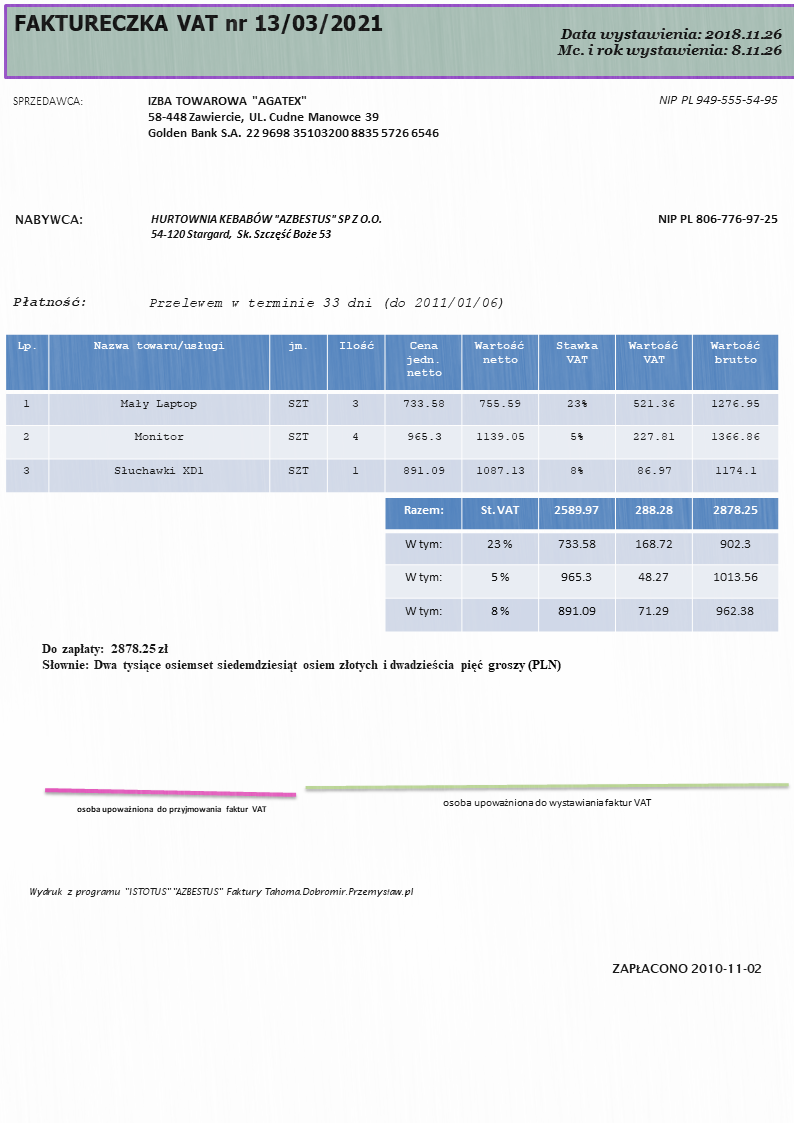 FAKTURECZKA VAT nr 13/03/2021
Data wystawienia: 2018.11.26
Mc. i rok wystawienia: 8.11.26
SPRZEDAWCA: IZBA TOWAROWA "AGATEX" NIP PL 949-555-54-95
58-448 Zawiercie, UL. Cudne Manowce 39
Golden Bank S.A. 22 9698 35103200 8835 5726 6546
NABYWCA: HURTOWNIA KEBABÓW "AZBESTUS" SP Z O.O. NIP PL 806-776-97-25
54-120 Stargard, Sk. Szczęść Boże 53
Płatność: Przelewem w terminie 33 dni (do 2011/01/06)
Lp. Nazwa towaru/usługi jm. Ilość Cena jedn. netto Wartość netto Stawka VAT Wartość VAT Wartość brutto
1 Mały Laptop SZT 3 733.58 755.59 23% 521.36 1276.95
2 Monitor SZT 4 965.3 1139.05 5% 227.81 1366.86
3 Słuchawki XD1 SZT 1 891.09 1087.13 8% 86.97 1174.1
Razem: St. VAT 2589.97 288.28 2878.25
W tym: 23 % 733.58 168.72 902.3
W tym: 5 % 965.3 48.27 1013.56
W tym: 8 % 891.09 71.29 962.38
Do zapłaty: 2878.25 zł
Słownie: Dwa tysiące osiemset siedemdziesiąt osiem złotych i dwadzieścia pięć groszy (PLN)
osoba upoważniona do przyjmowania faktur VAT
osoba upoważniona do wystawiania faktur VAT
Wydruk z programu "ISTOTUS" "AZBESTUS" Faktury Tahoma.Dobromir.Przemysław.pl
ZAPŁACONO 2010-11-02